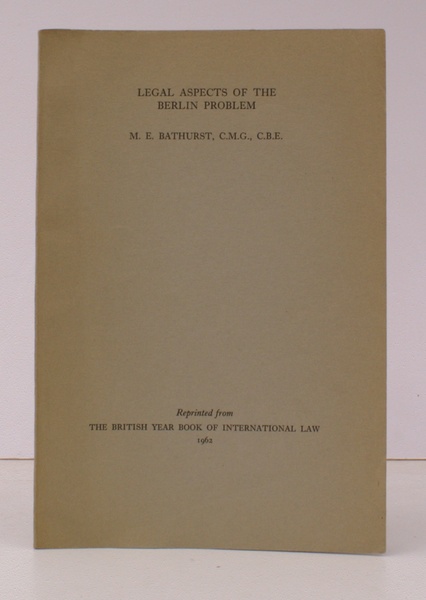 LEGAL ASPECTS OF THE
BERLIN PROBLEM
M. E. BATHURST, C.M.G., C.B.E.
Reprinted from
THE BRITISH YEAR BOOK OF INTERNATIONAL LAW
1962